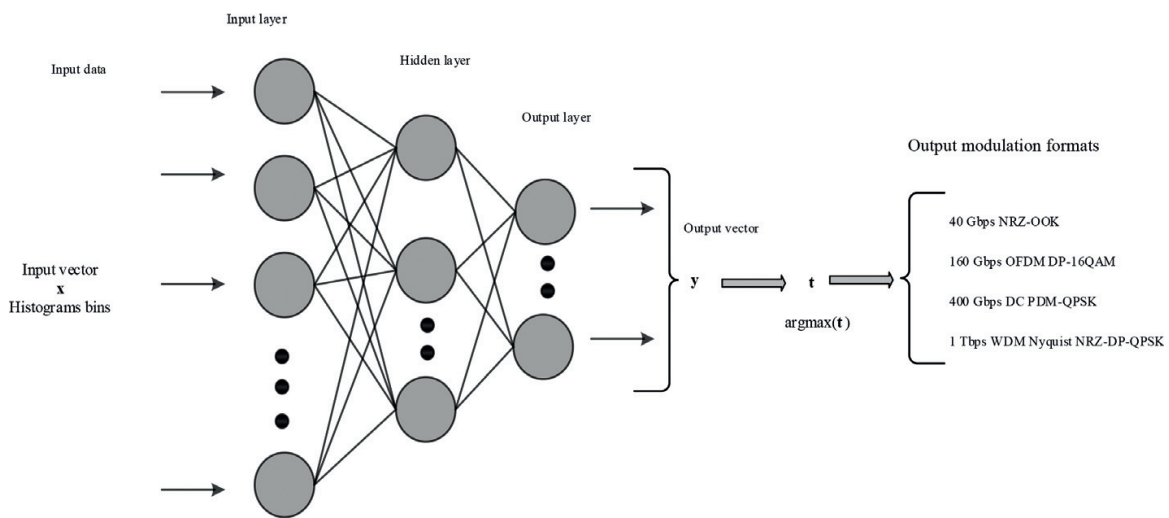 Input layer
Input data
Hidden layer
Output layer
Input vector
x
Histograms bins
Output vector
y
t
argmax(t)
Output modulation formats
40 Gbps NRZ-OOK
160 Gbps OFDM DP-16QAM
400 Gbps DC PDM-QPSK
1 Tbps WDM Nyquist NRZ-DP-QPSK